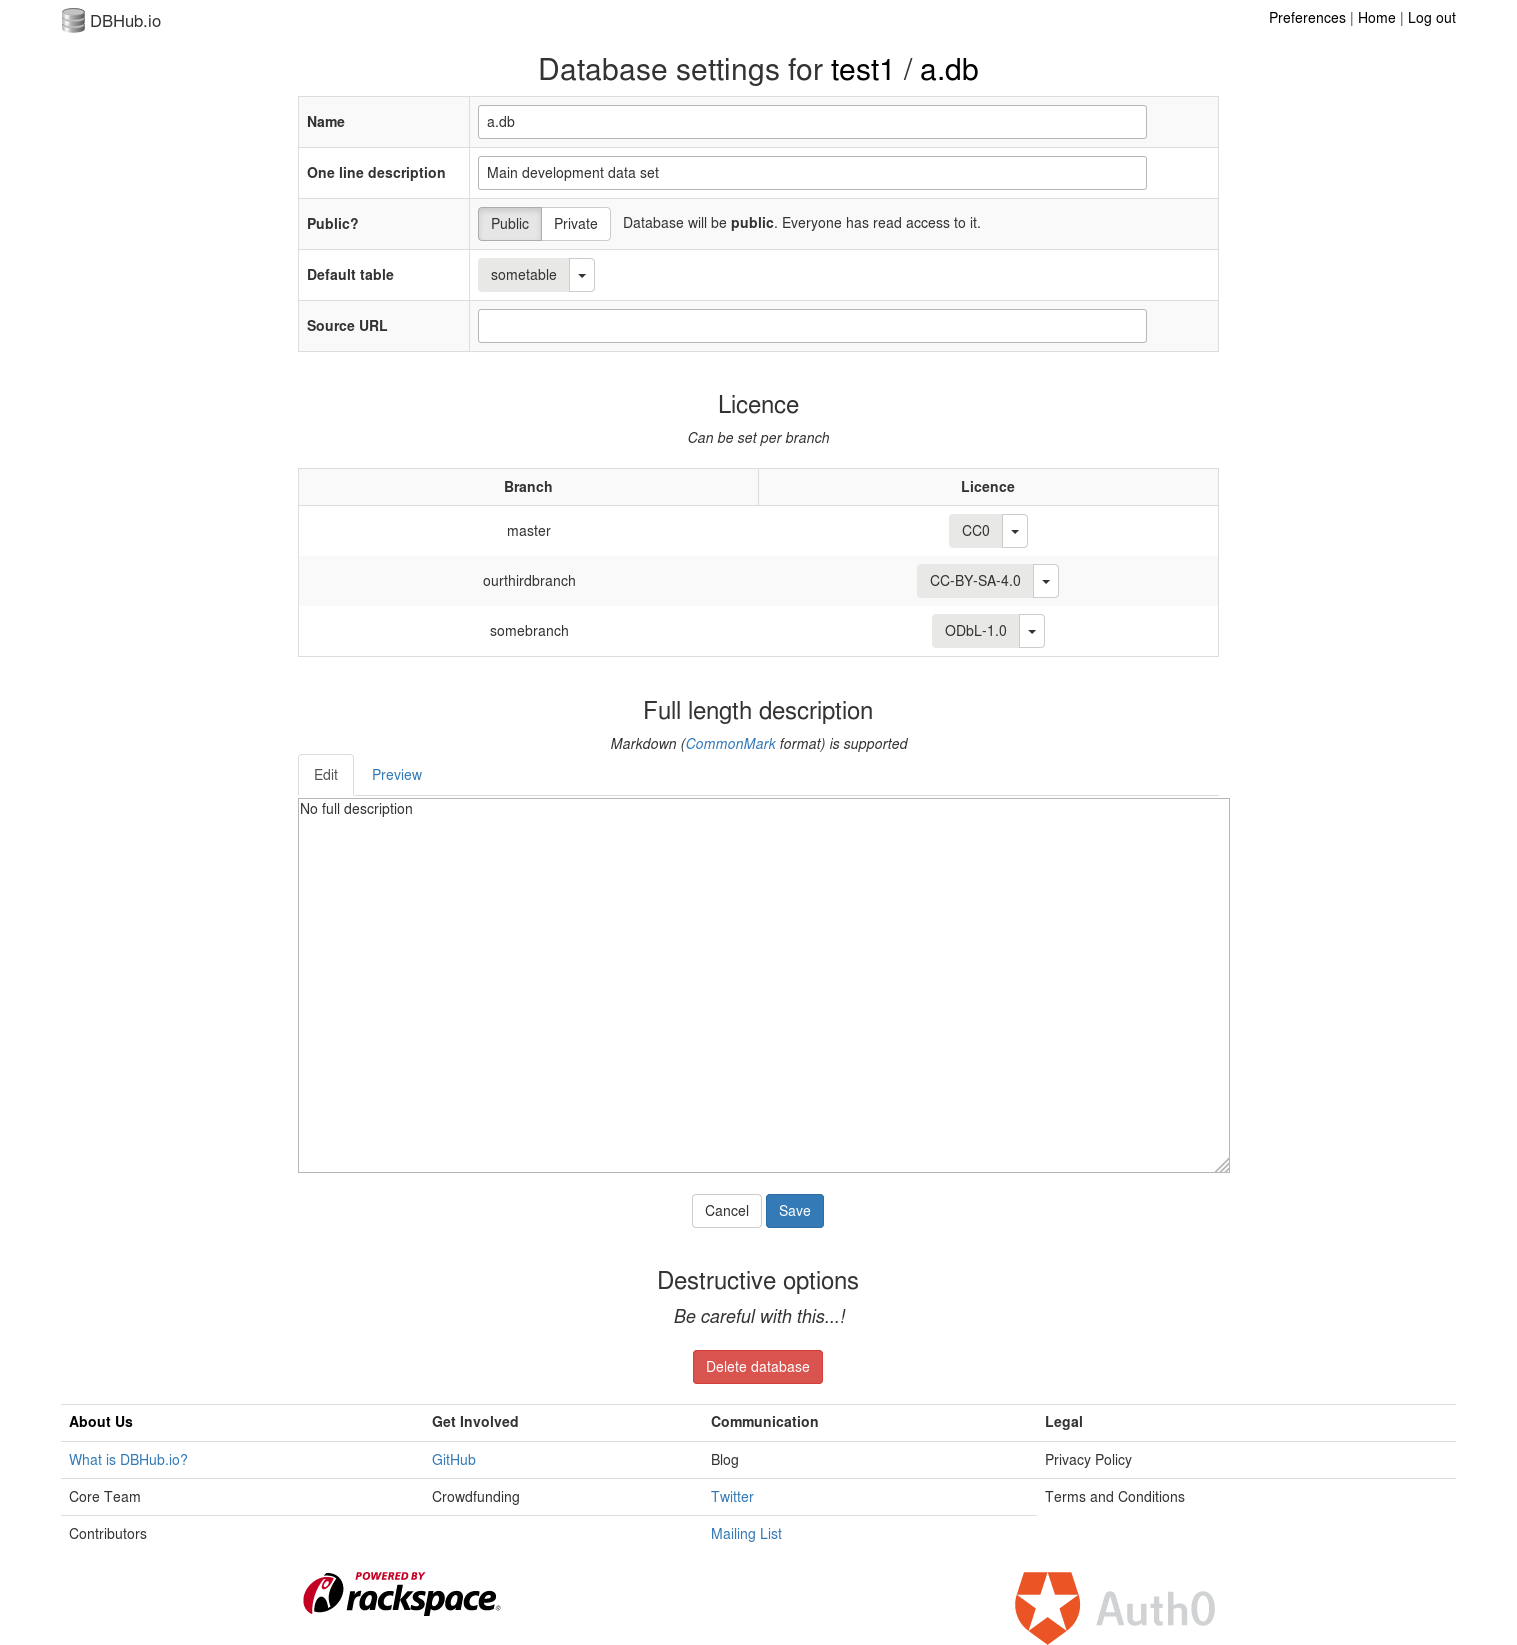 DBHub.io
Preferences | Home | Log out
Database settings for test1 / a.db
Name a.db
One line description Main development data set
Public? Public Private Database will be public. Everyone has read access to it.
Default table sometable
Source URL
Licence
Can be set per branch
Branch Licence
master CC0
ourthirdbranch CC-BY-SA-4.0
somebranch ODbL-1.0
Full length description
Markdown (CommonMark format) is supported
Edit Preview
No full description
Cancel Save
Destructive options
Be careful with this...!
Delete database
About Us Get Involved Communication Legal
What is DBHub.io? GitHub Blog Privacy Policy
Core Team Crowdfunding Twitter Terms and Conditions
Contributors Mailing List
POWERED BY
rackspace®
Auth0